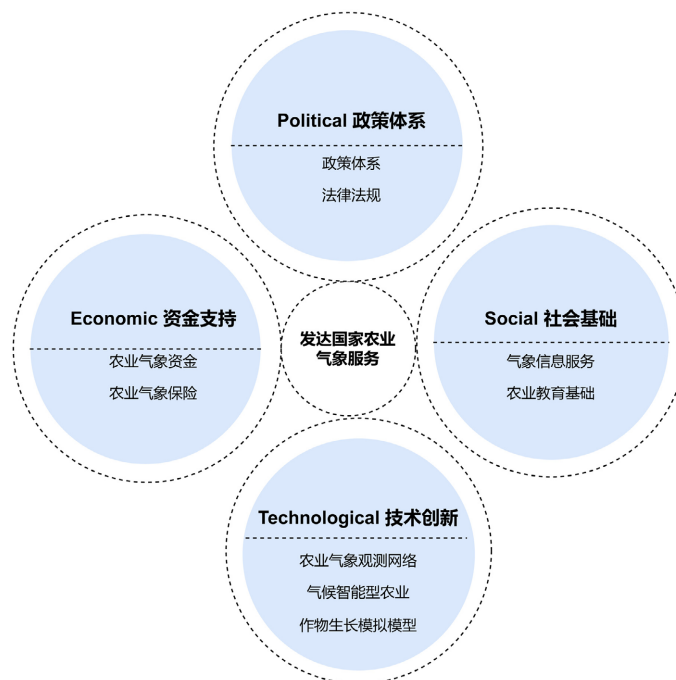 Political 政策体系
政策体系
法律法规
Economic 资金支持
农业气象资金
农业气象保险
发达国家农业
气象服务
Social 社会基础
气象信息服务
农业教育基础
Technological 技术创新
农业气象观测网络
气候智能型农业
作物生长模拟模型